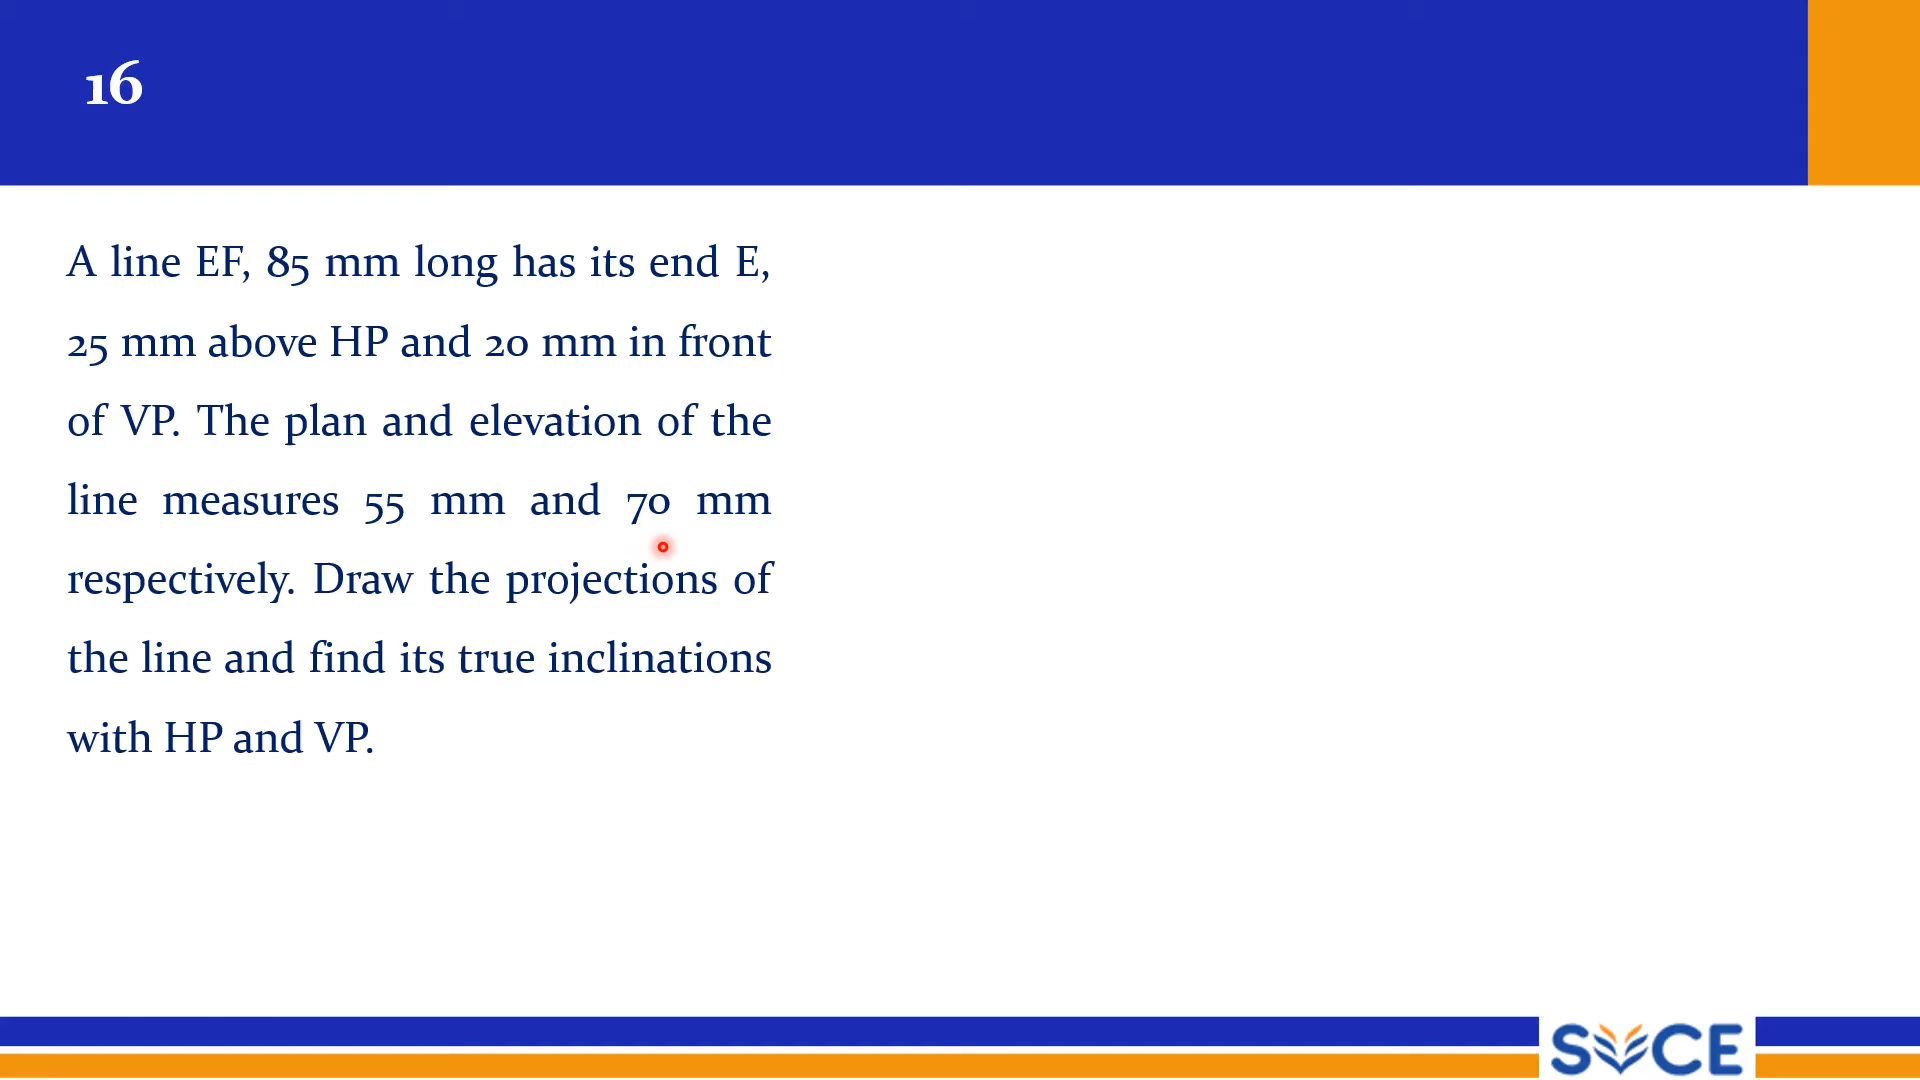 16
A line EF, 85 mm long has its end E,
25 mm above HP and 20 mm in front
of VP. The plan and elevation of the
line measures 55 mm and 70 mm
respectively. Draw the projections of
the line and find its true inclinations
with HP and VP.
SVCE